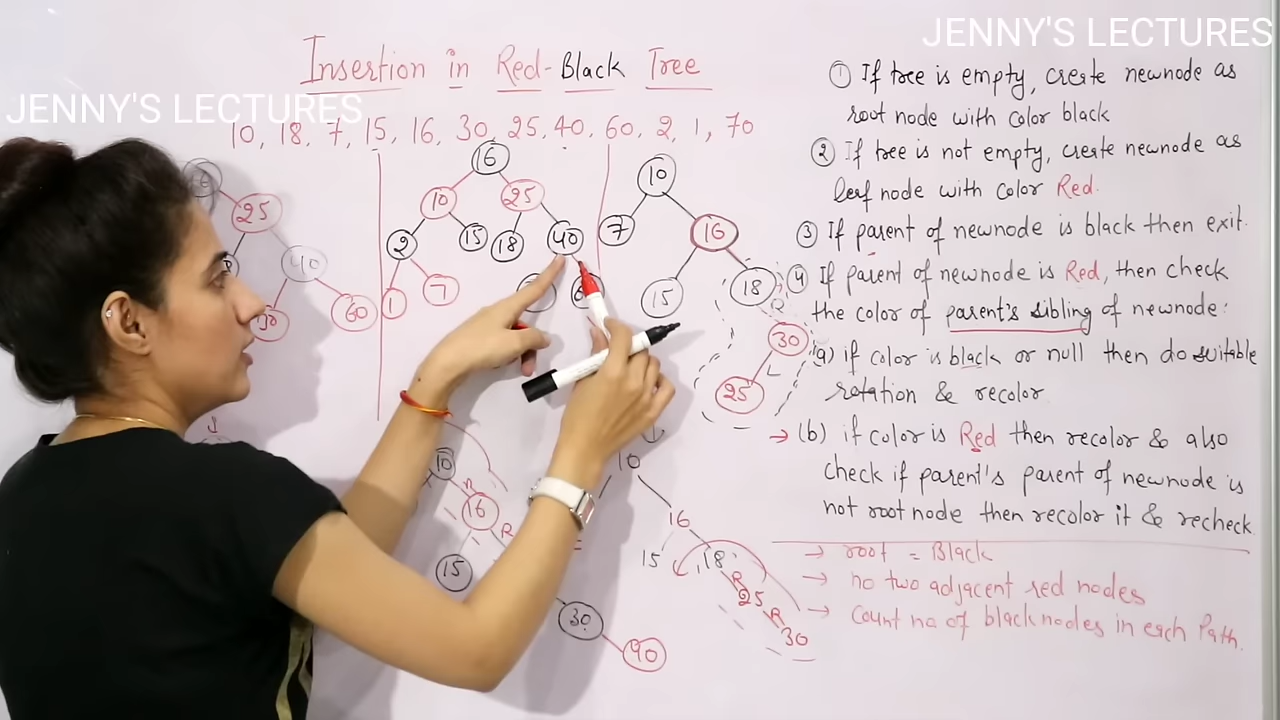 JENNY'S LECTURES
JENNY'S LECTURES
Insertion in Red-Black Tree
10, 18, 7, 15, 16, 30, 25, 40, 60, 2, 1, 70
25
40
60
16
10 25
2 15 18 40
1 7
10
7 16
15 18
R
30
L
25
10
R
16
R
15
30
90
10
16
15 18
R
25
R
30
① If tree is empty, create newnode as
root node with color black
② If tree is not empty, create newnode as
leaf node with color Red.
③ If parent of newnode is black then exit.
④ If parent of newnode is Red, then check
the color of parent's sibling of newnode:
(a) if color is black or null then do suitable
rotation & recolor
→ (b) if color is Red then recolor & also
check if parent's parent of newnode is
not root node then recolor it & recheck
→ root = Black
→ no two adjacent red nodes
→ Count no of black nodes in each Path.